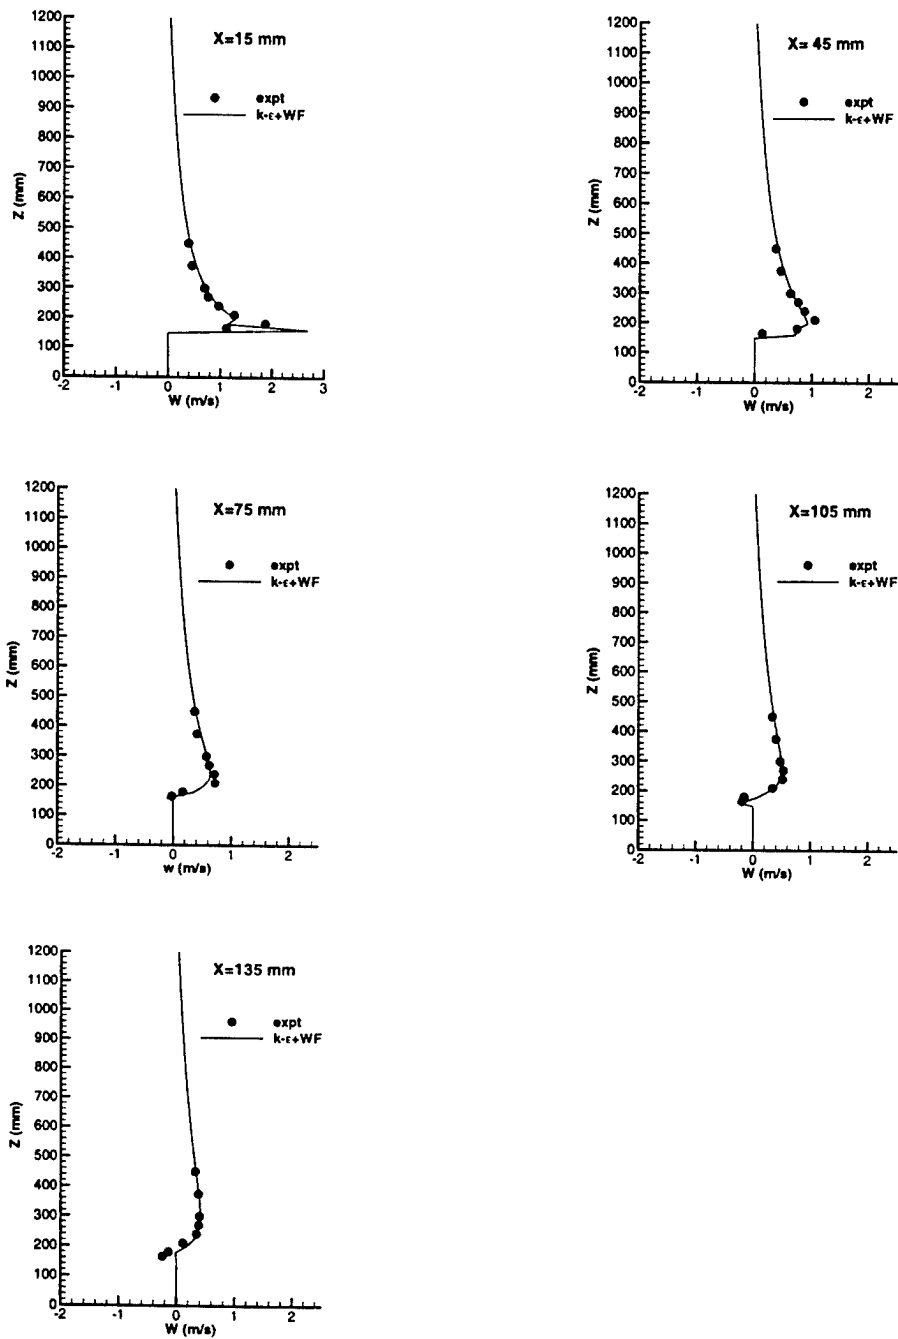 X=15 mm
expt
k-ε+WF
1200
1100
1000
900
800
700
600
500
400
300
200
100
0
Z (mm)
-2 -1 0 1 2 3
W (m/s)
X= 45 mm
expt
k-ε+WF
1200
1100
1000
900
800
700
600
500
400
300
200
100
0
Z (mm)
-2 -1 0 1 2
W (m/s)
X=75 mm
expt
k-ε+WF
1200
1100
1000
900
800
700
600
500
400
300
200
100
0
Z (mm)
-2 -1 0 1 2
w (m/s)
X=105 mm
expt
k-ε+WF
1200
1100
1000
900
800
700
600
500
400
300
200
100
0
Z (mm)
-2 -1 0 1 2
W (m/s)
X=135 mm
expt
k-ε+WF
1200
1100
1000
900
800
700
600
500
400
300
200
100
0
Z (mm)
-2 -1 0 1 2
W (m/s)